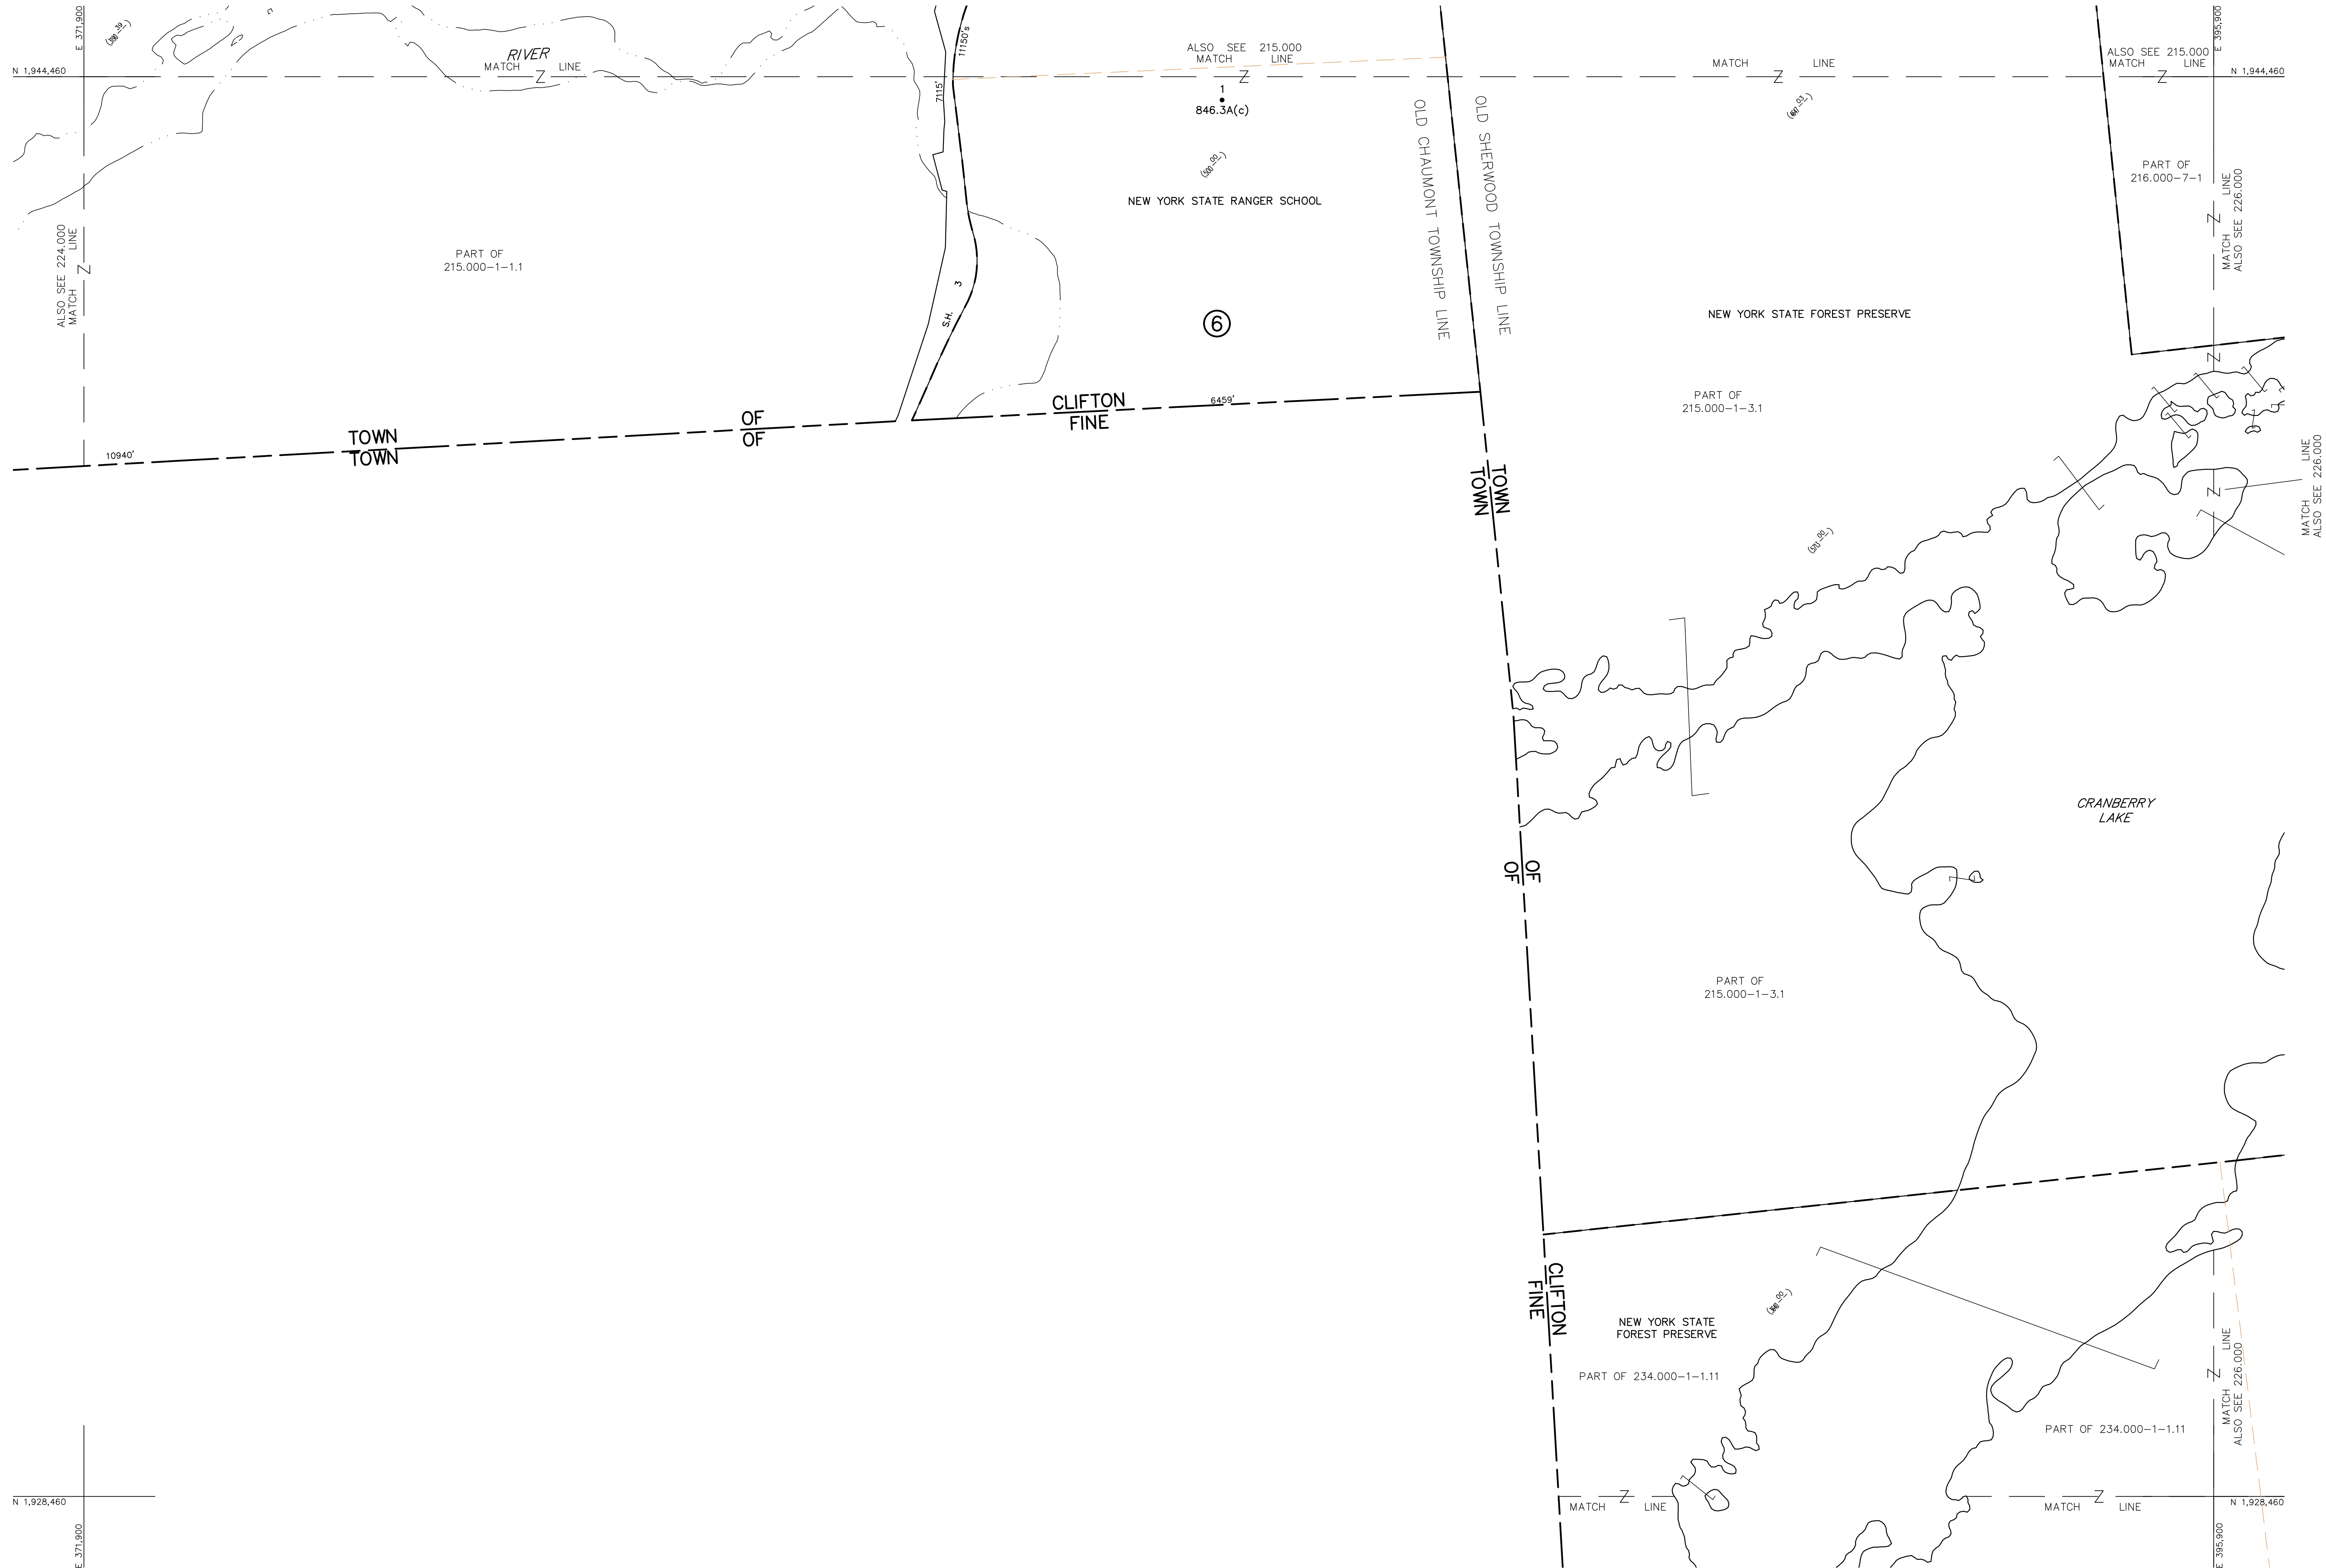 E 371,900
N 1,944,460
RIVER
MATCH LINE
11150's
7115'
ALSO SEE 215.000
MATCH LINE
1
846.3A(c)
(500.00)
NEW YORK STATE RANGER SCHOOL
OLD CHAUMONT TOWNSHIP LINE
OLD SHERWOOD TOWNSHIP LINE
MATCH LINE
ALSO SEE 215.000
MATCH LINE
E 395,900
N 1,944,460
PART OF
216.000-7-1
MATCH LINE
ALSO SEE 226.000
ALSO SEE 224.000
MATCH LINE
PART OF
215.000-1-1.1
S.H. 3
6
NEW YORK STATE FOREST PRESERVE
PART OF
215.000-1-3.1
TOWN OF CLIFTON
TOWN OF FINE
10940'
6459'
MATCH LINE
ALSO SEE 226.000
TOWN OF CLIFTON
TOWN OF FINE
CRANBERRY
LAKE
PART OF
215.000-1-3.1
NEW YORK STATE
FOREST PRESERVE
PART OF 234.000-1-1.11
PART OF 234.000-1-1.11
MATCH LINE
ALSO SEE 226.000
N 1,928,460
E 371,900
MATCH LINE
MATCH LINE
N 1,928,460
E 395,900